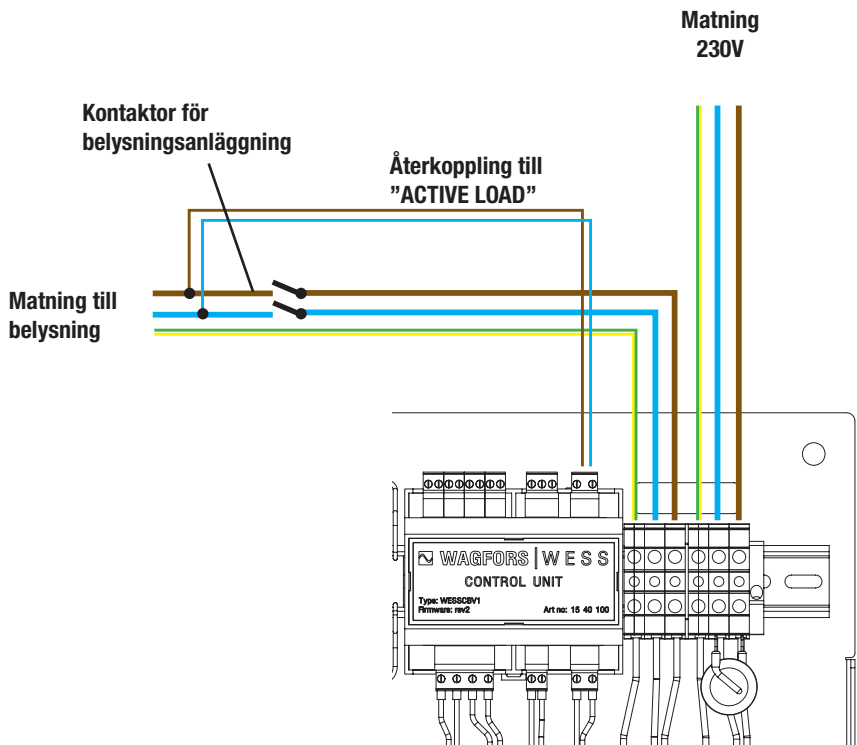 Matning
230V
Kontaktor för
belysningsanläggning
Återkoppling till
”ACTIVE LOAD”
Matning till
belysning
WAGFORS | WESS
CONTROL UNIT
Type: WESSCBV1
Firmware: rev2
Art no: 15 40 100